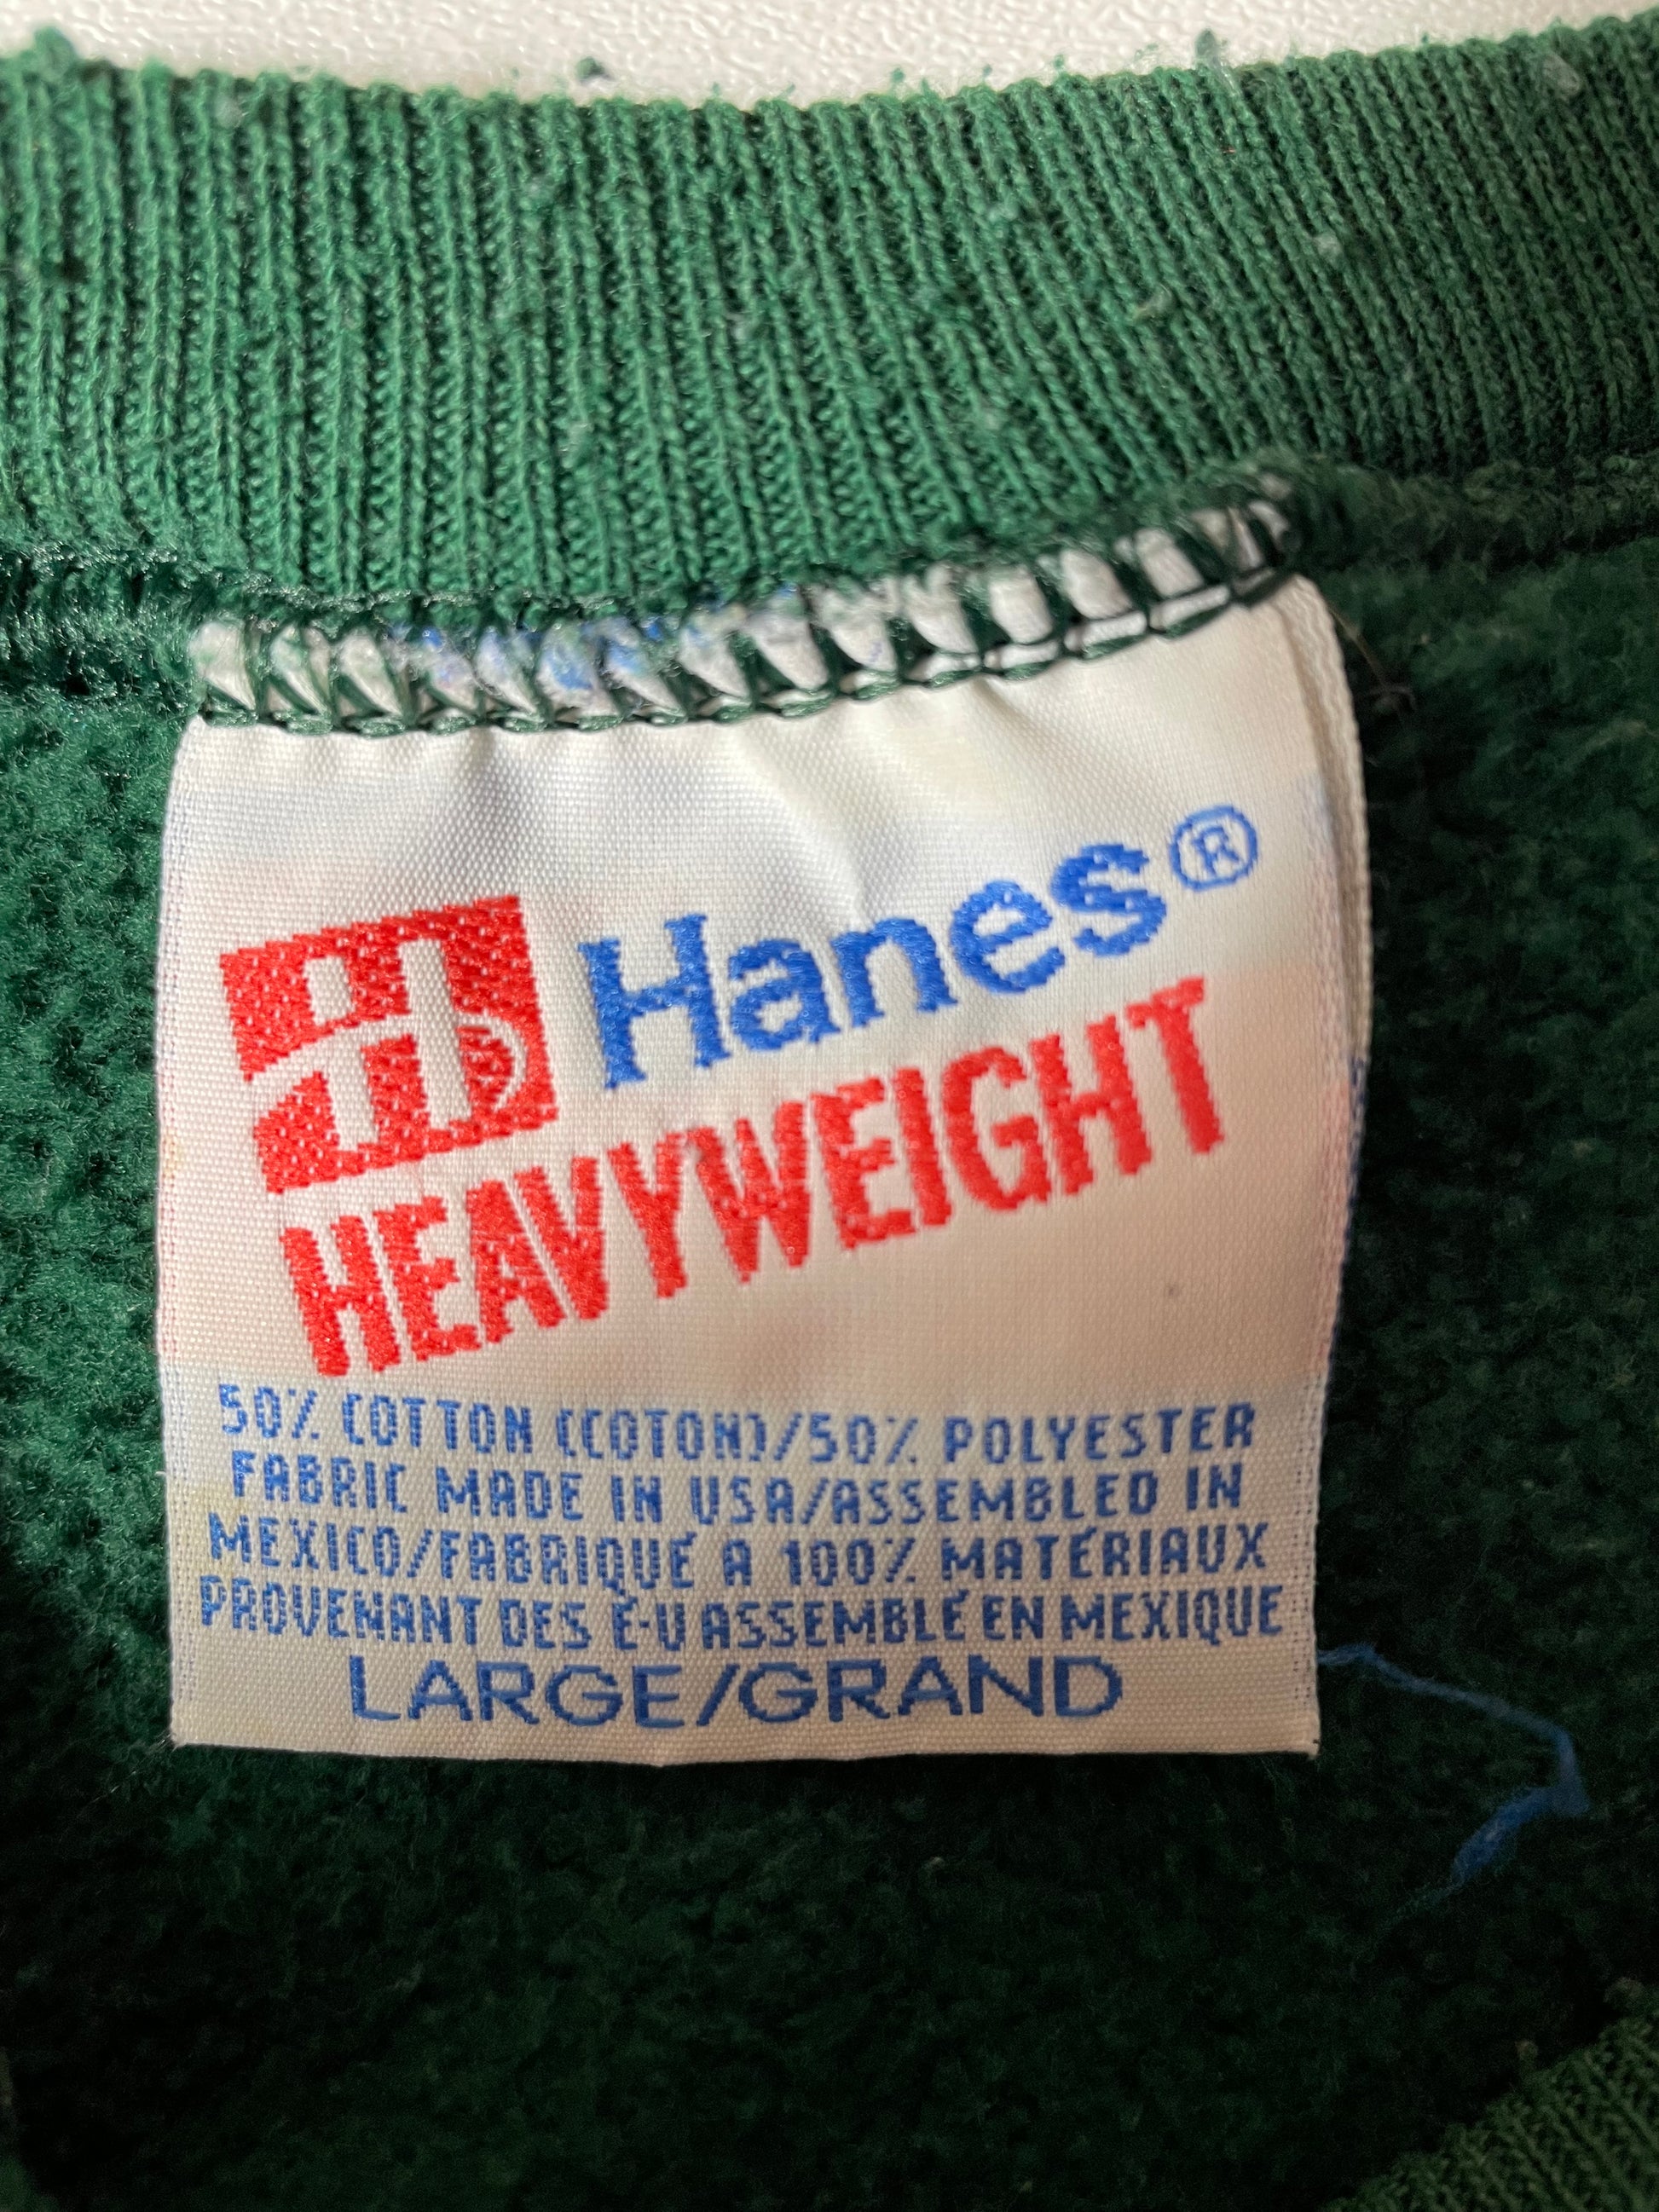 Hanes®
HEAVYWEIGHT
50% COTTON (COTON)/50% POLYESTER
FABRIC MADE IN USA/ASSEMBLED IN
MEXICO/FABRIQUÉ A 100% MATÉRIAUX
PROVENANT DES É-U ASSEMBLÉ EN MEXIQUE
LARGE/GRAND